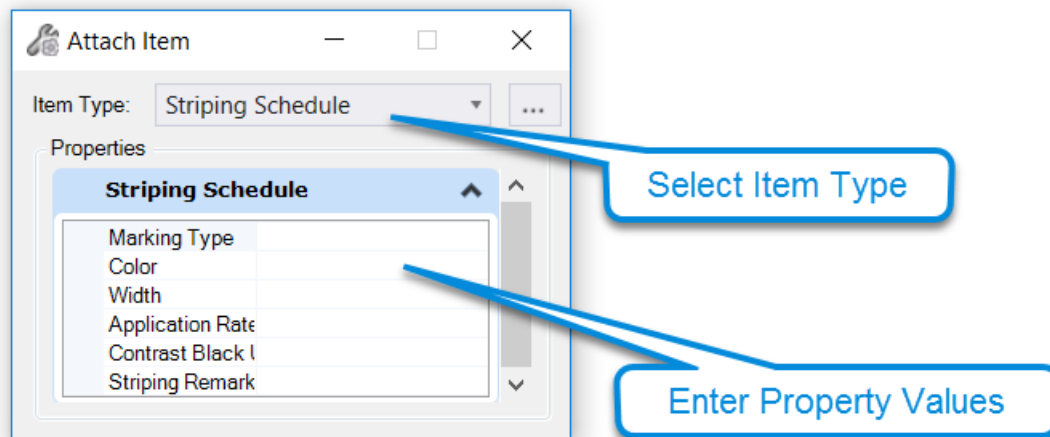 Attach Item
Item Type: Striping Schedule ...
Select Item Type
Properties
Striping Schedule
Marking Type
Color
Width
Application Rate
Contrast Black
Striping Remark
Enter Property Values